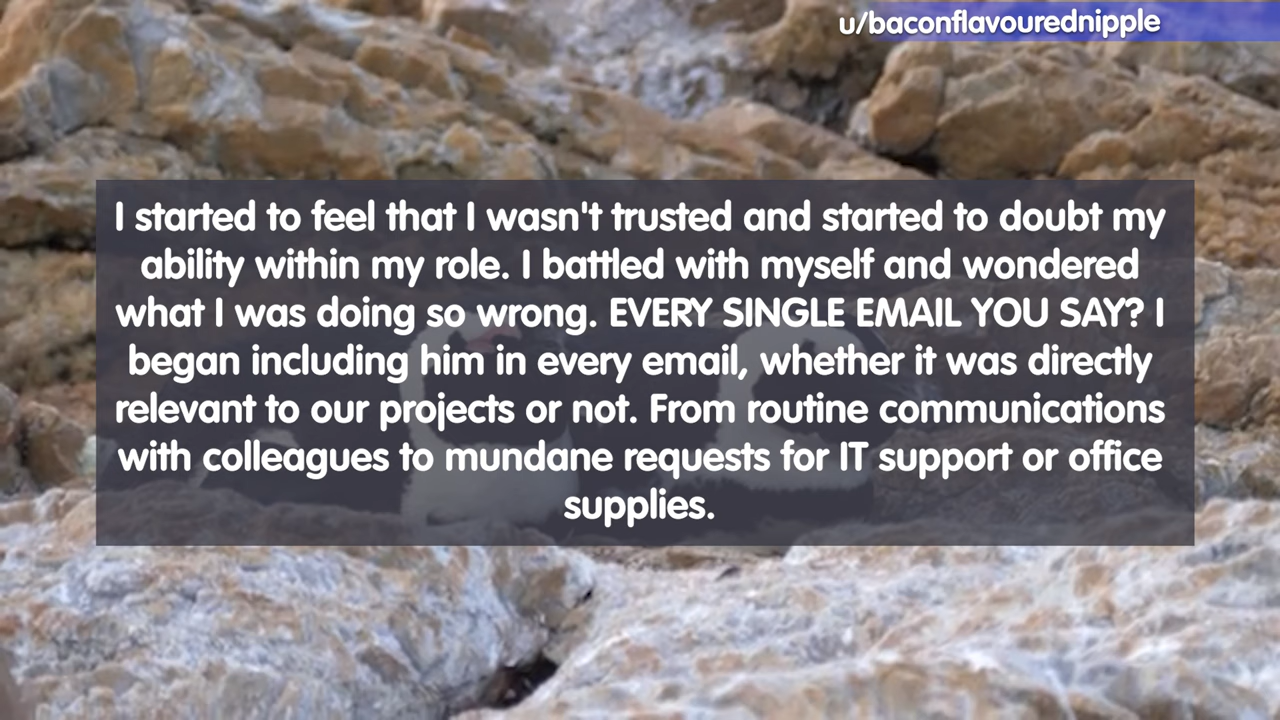 u/baconflavourednipple
I started to feel that I wasn't trusted and started to doubt my
ability within my role. I battled with myself and wondered
what I was doing so wrong. EVERY SINGLE EMAIL YOU SAY? I
began including him in every email, whether it was directly
relevant to our projects or not. From routine communications
with colleagues to mundane requests for IT support or office
supplies.